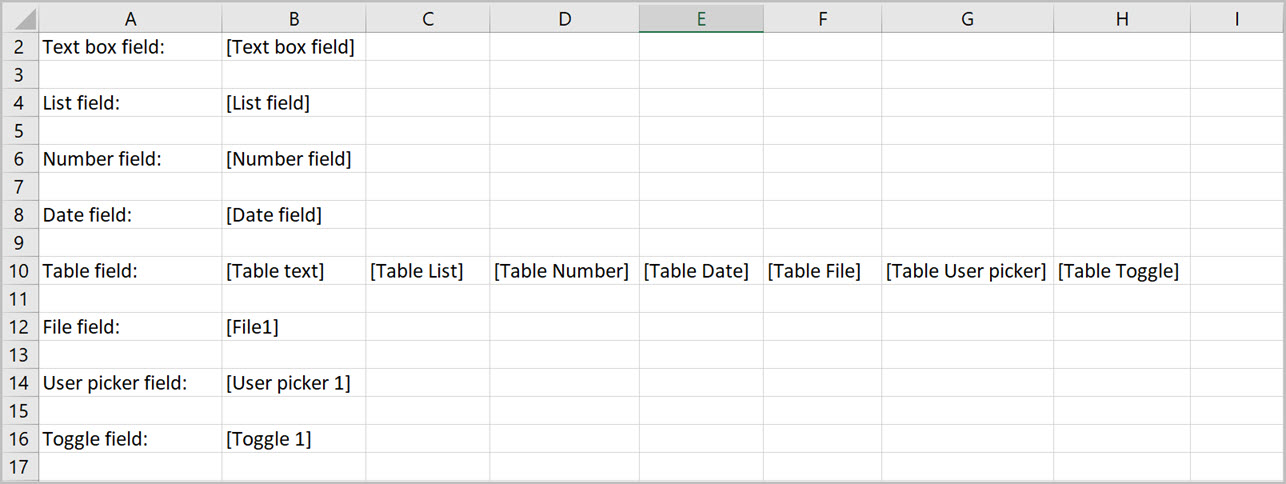 A B C D E F G H I
2 Text box field: [Text box field]
3
4 List field: [List field]
5
6 Number field: [Number field]
7
8 Date field: [Date field]
9
10 Table field: [Table text] [Table List] [Table Number] [Table Date] [Table File] [Table User picker] [Table Toggle]
11
12 File field: [File1]
13
14 User picker field: [User picker 1]
15
16 Toggle field: [Toggle 1]
17